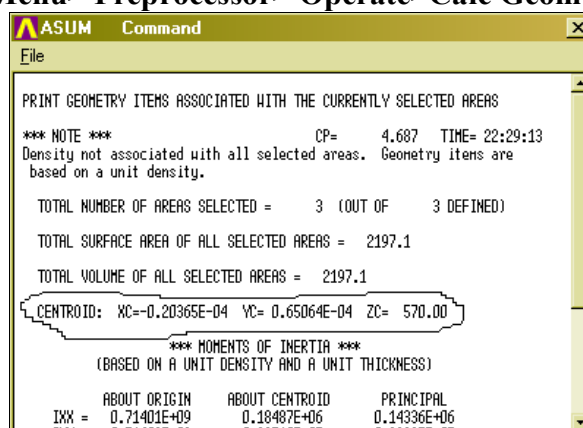 Preprocessor> Operate> Calc Geom
ASUM Command
File
PRINT GEOMETRY ITEMS ASSOCIATED WITH THE CURRENTLY SELECTED AREAS
*** NOTE *** CP= 4.687 TIME= 22:29:13
Density not associated with all selected areas. Geometry items are
based on a unit density.
TOTAL NUMBER OF AREAS SELECTED = 3 (OUT OF 3 DEFINED)
TOTAL SURFACE AREA OF ALL SELECTED AREAS = 2197.1
TOTAL VOLUME OF ALL SELECTED AREAS = 2197.1
CENTROID: XC=-0.20365E-04 YC= 0.65064E-04 ZC= 570.00
*** MOMENTS OF INERTIA ***
(BASED ON A UNIT DENSITY AND A UNIT THICKNESS)
ABOUT ORIGIN ABOUT CENTROID PRINCIPAL
IXX = 0.71401E+09 0.18487E+06 0.14336E+06